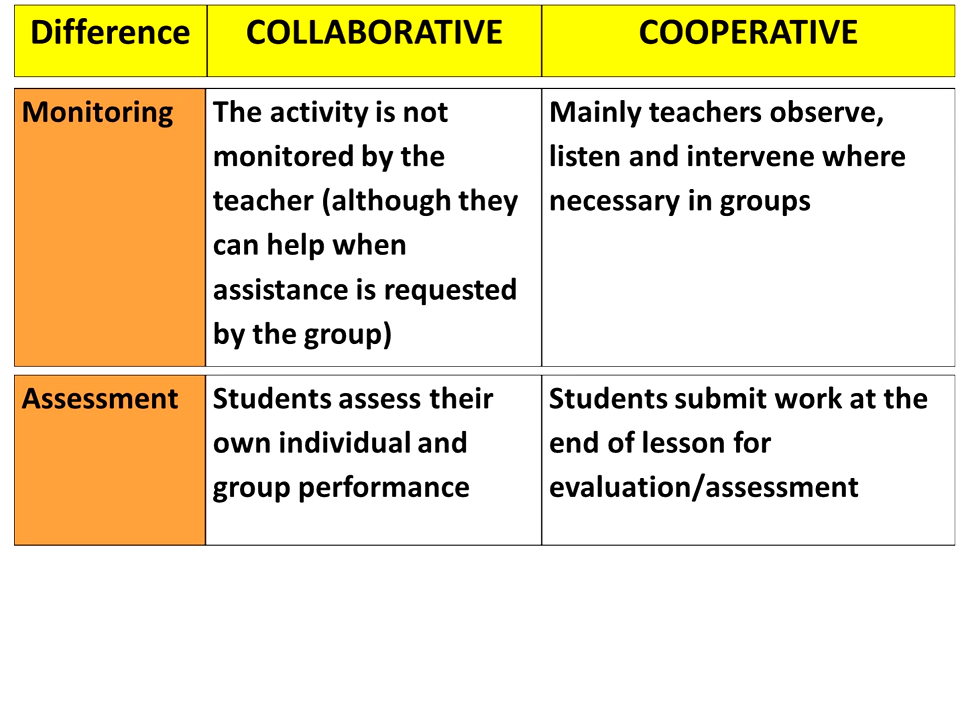 Difference COLLABORATIVE COOPERATIVE
Monitoring
The activity is not
monitored by the
teacher (although they
can help when
assistance is requested
by the group)
Mainly teachers observe,
listen and intervene where
necessary in groups
Assessment
Students assess their
own individual and
group performance
Students submit work at the
end of lesson for
evaluation/assessment